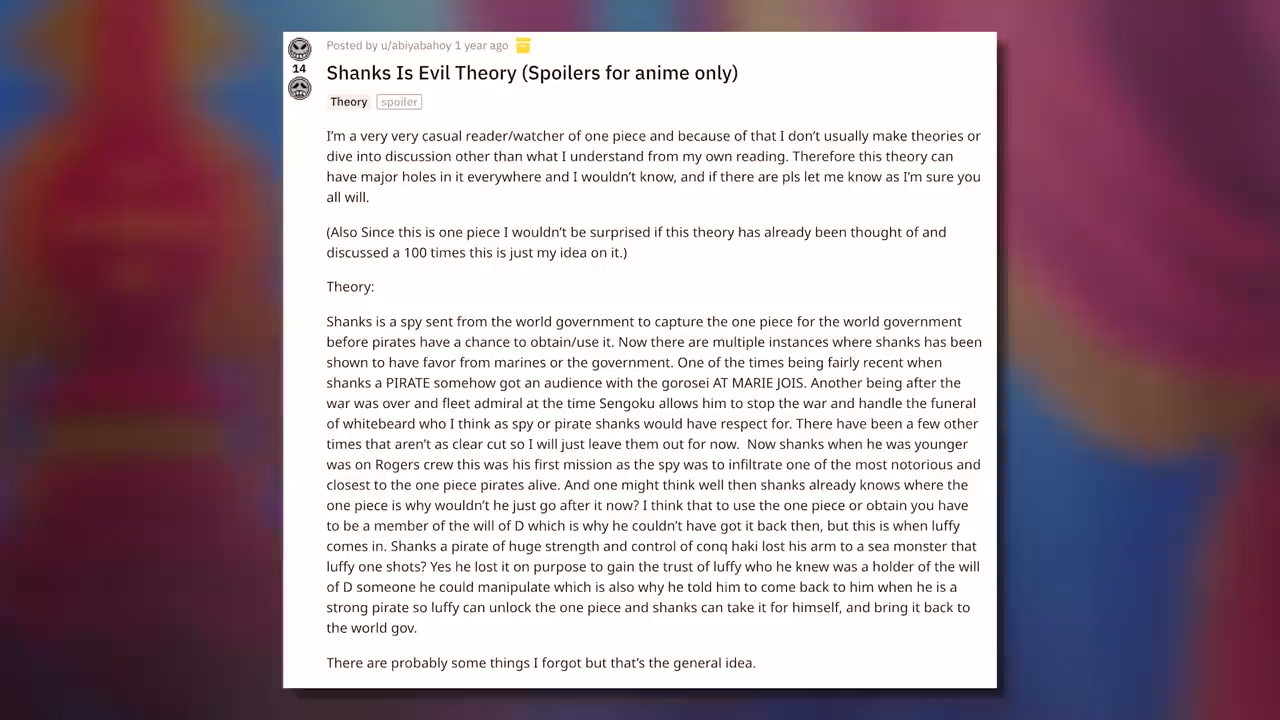 Posted by u/abiyabahoy 1 year ago
14
Shanks Is Evil Theory (Spoilers for anime only)
Theory spoiler
I'm a very very casual reader/watcher of one piece and because of that I don't usually make theories or
dive into discussion other than what I understand from my own reading. Therefore this theory can
have major holes in it everywhere and I wouldn't know, and if there are pls let me know as I'm sure you
all will.
(Also Since this is one piece I wouldn't be surprised if this theory has already been thought of and
discussed a 100 times this is just my idea on it.)
Theory:
Shanks is a spy sent from the world government to capture the one piece for the world government
before pirates have a chance to obtain/use it. Now there are multiple instances where shanks has been
shown to have favor from marines or the government. One of the times being fairly recent when
shanks a PIRATE somehow got an audience with the gorosei AT MARIE JOIS. Another being after the
war was over and fleet admiral at the time Sengoku allows him to stop the war and handle the funeral
of whitebeard who I think as spy or pirate shanks would have respect for. There have been a few other
times that aren't as clear cut so I will just leave them out for now. Now shanks when he was younger
was on Rogers crew this was his first mission as the spy was to infiltrate one of the most notorious and
closest to the one piece pirates alive. And one might think well then shanks already knows where the
one piece is why wouldn't he just go after it now? I think that to use the one piece or obtain you have
to be a member of the will of D which is why he couldn't have got it back then, but this is when luffy
comes in. Shanks a pirate of huge strength and control of conq haki lost his arm to a sea monster that
luffy one shots? Yes he lost it on purpose to gain the trust of luffy who he knew was a holder of the will
of D someone he could manipulate which is also why he told him to come back to him when he is a
strong pirate so luffy can unlock the one piece and shanks can take it for himself, and bring it back to
the world gov.
There are probably some things I forgot but that's the general idea.